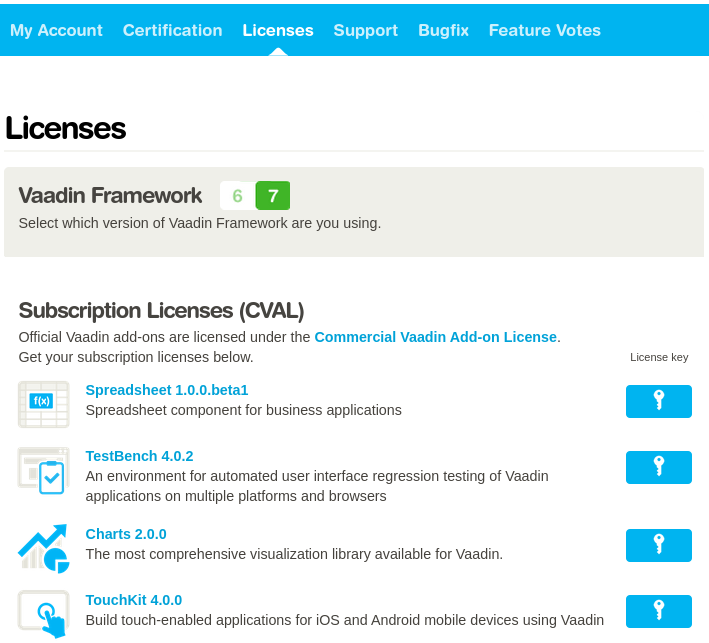 My Account Certification Licenses Support Bugfix Feature Votes
Licenses
Vaadin Framework 6 7
Select which version of Vaadin Framework are you using.
Subscription Licenses (CVAL)
Official Vaadin add-ons are licensed under the Commercial Vaadin Add-on License.
Get your subscription licenses below.
License key
f(x)
Spreadsheet 1.0.0.beta1
Spreadsheet component for business applications
TestBench 4.0.2
An environment for automated user interface regression testing of Vaadin
applications on multiple platforms and browsers
Charts 2.0.0
The most comprehensive visualization library available for Vaadin.
TouchKit 4.0.0
Build touch-enabled applications for iOS and Android mobile devices using Vaadin